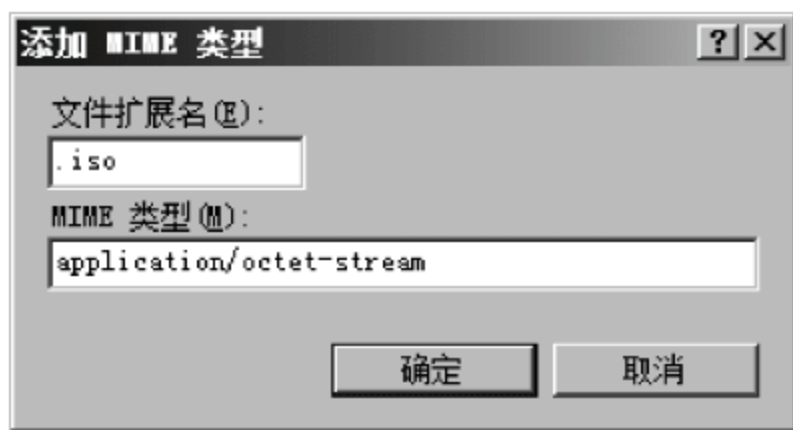 添加 MIME 类型
文件扩展名(E):
.iso
MIME 类型(M):
application/octet-stream
确定 取消